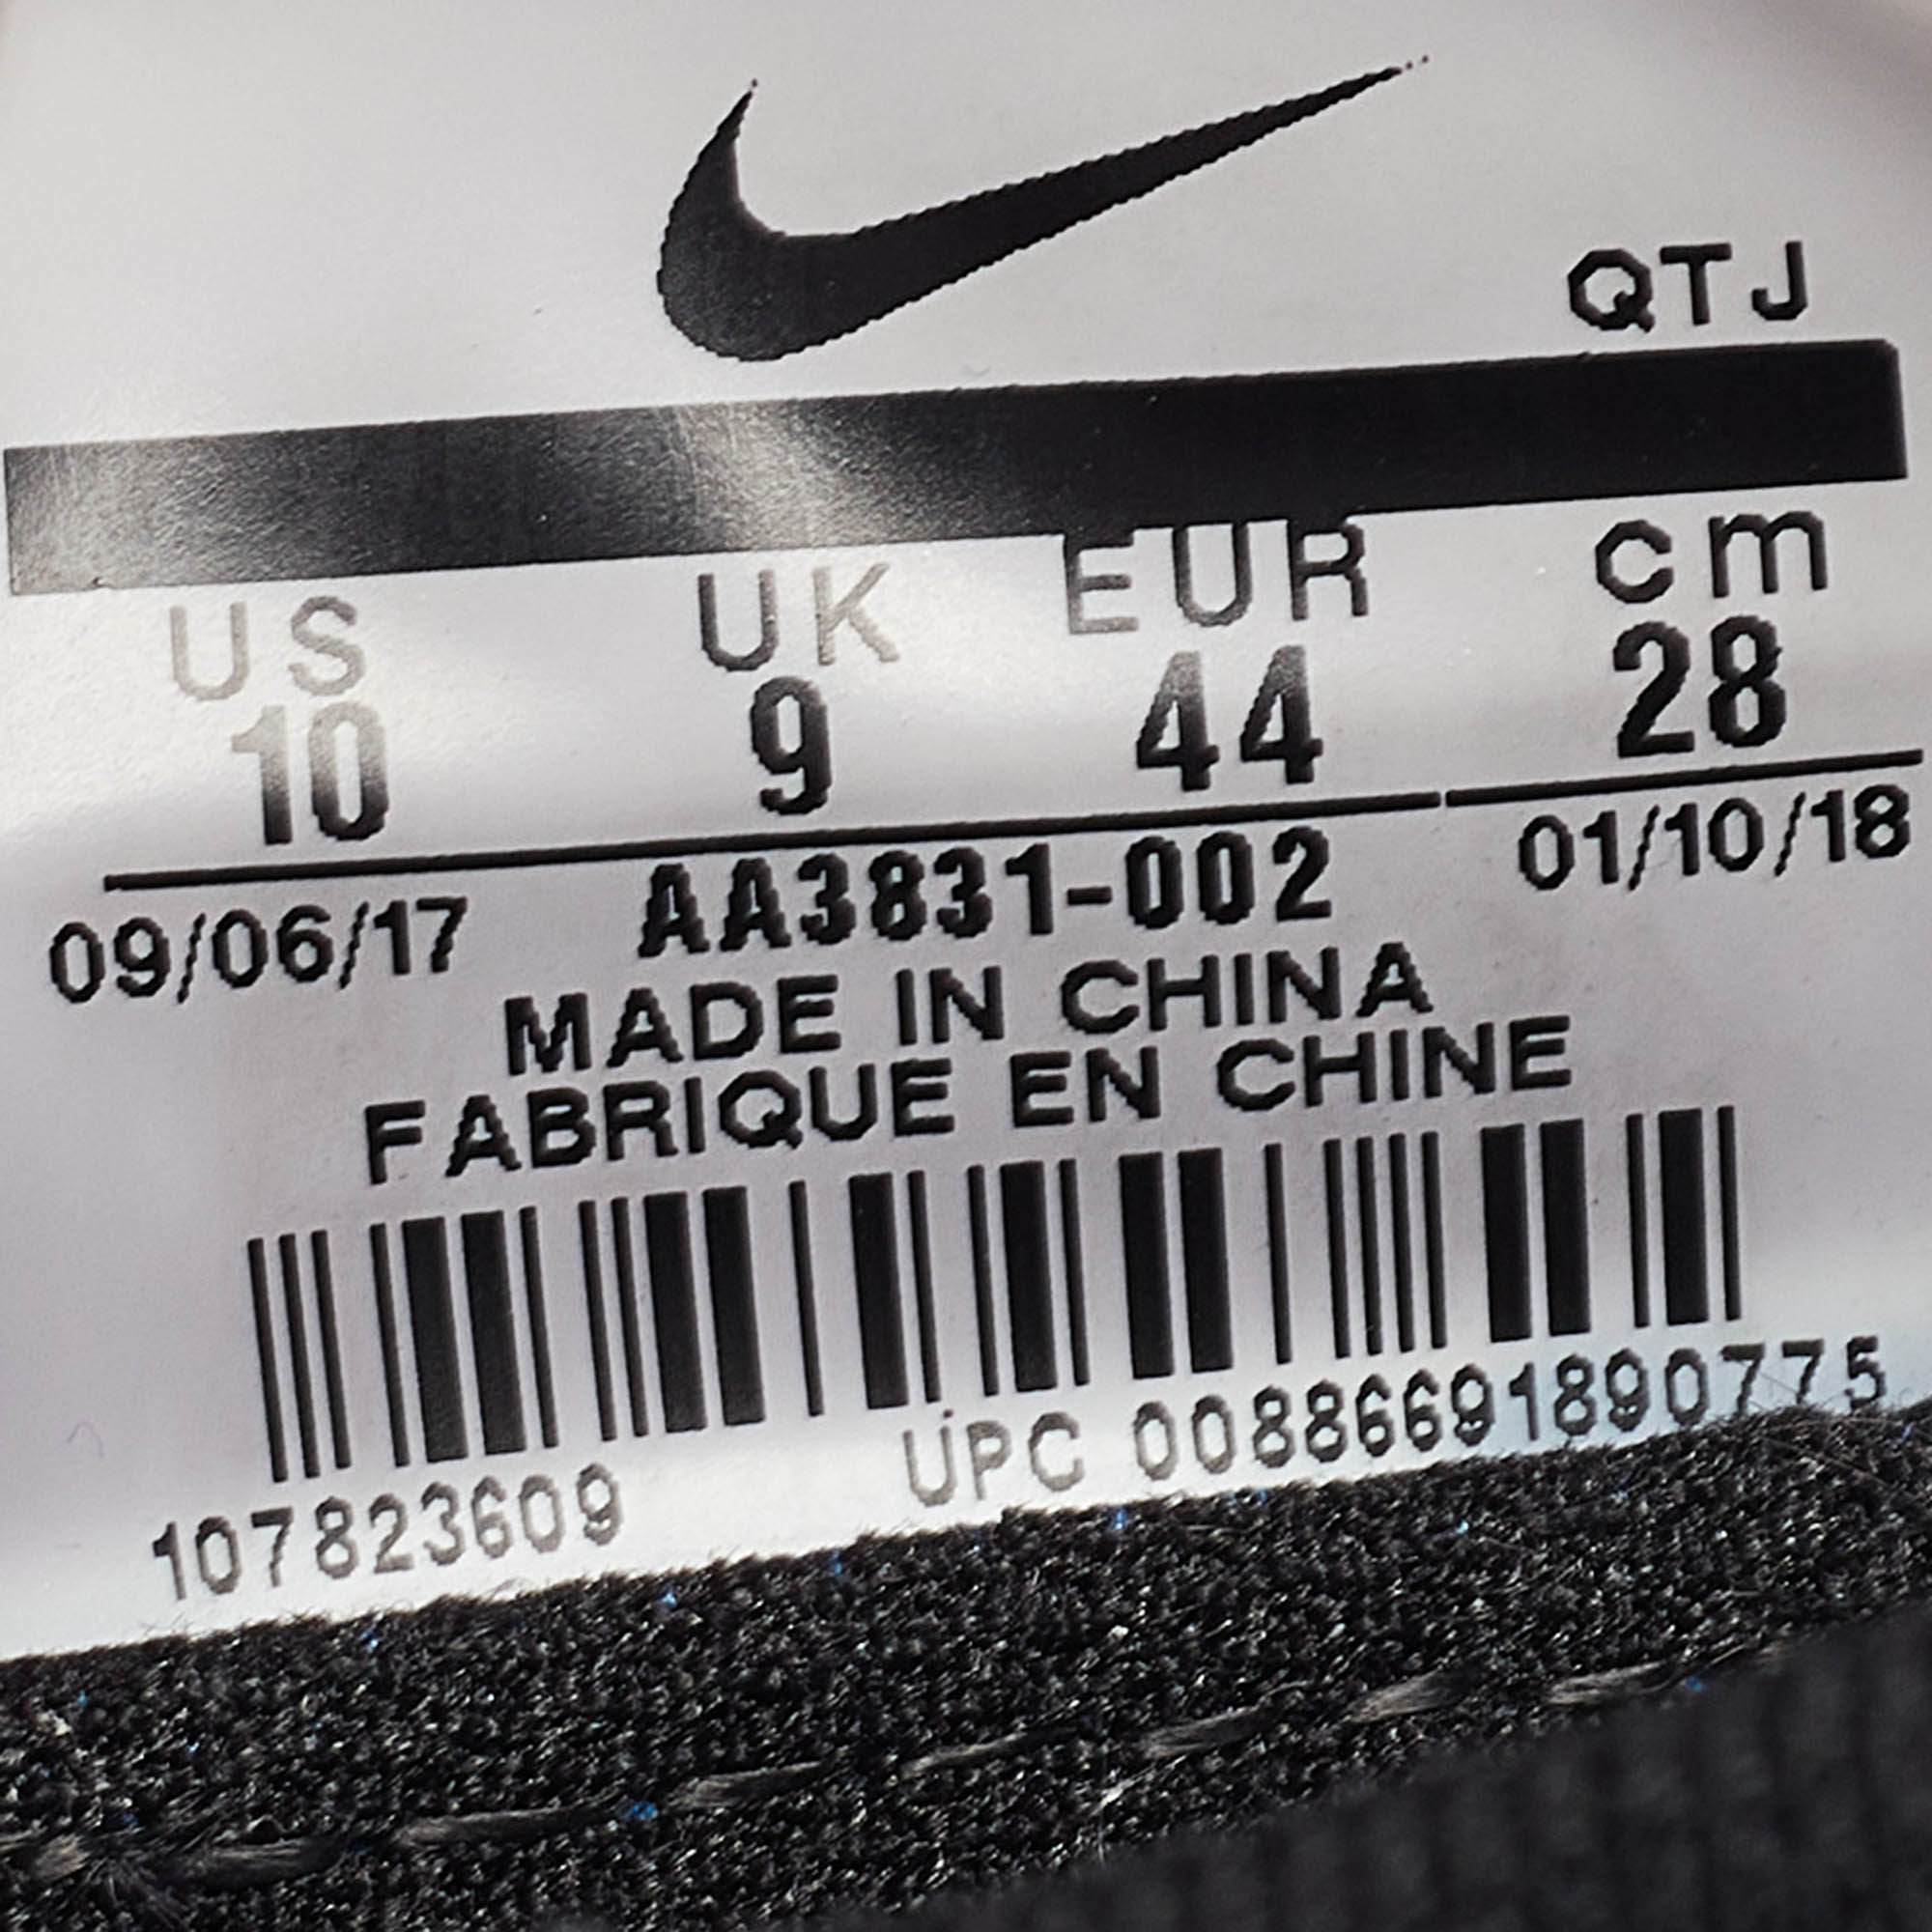 QTJ
US UK EUR cm
10 9 44 28
09/06/17 AA3831-002 01/10/18
MADE IN CHINA
FABRIQUE EN CHINE
107823609 UPC 00886691890775